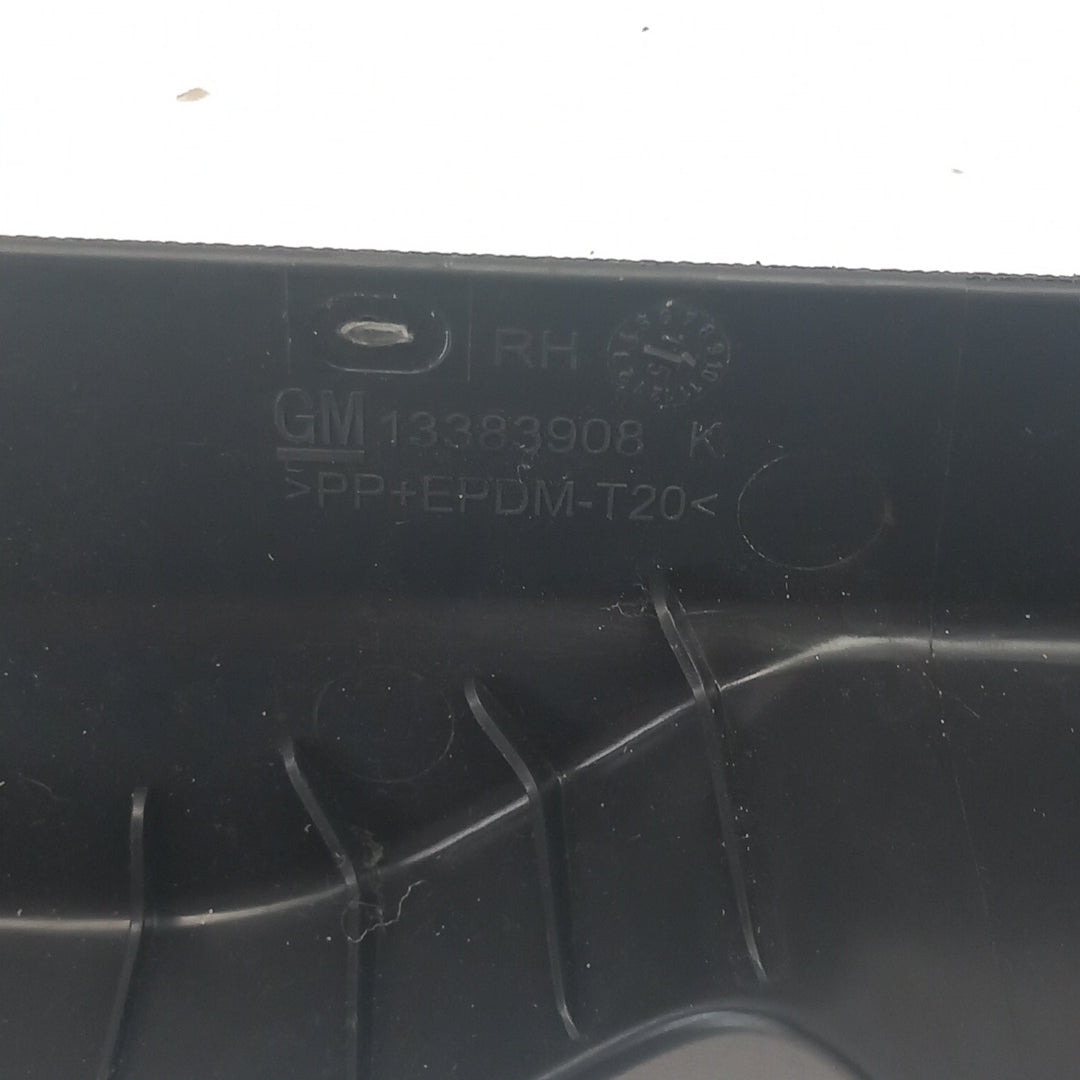 RH
GM 13383908 K
>PP+EPDM-T20<